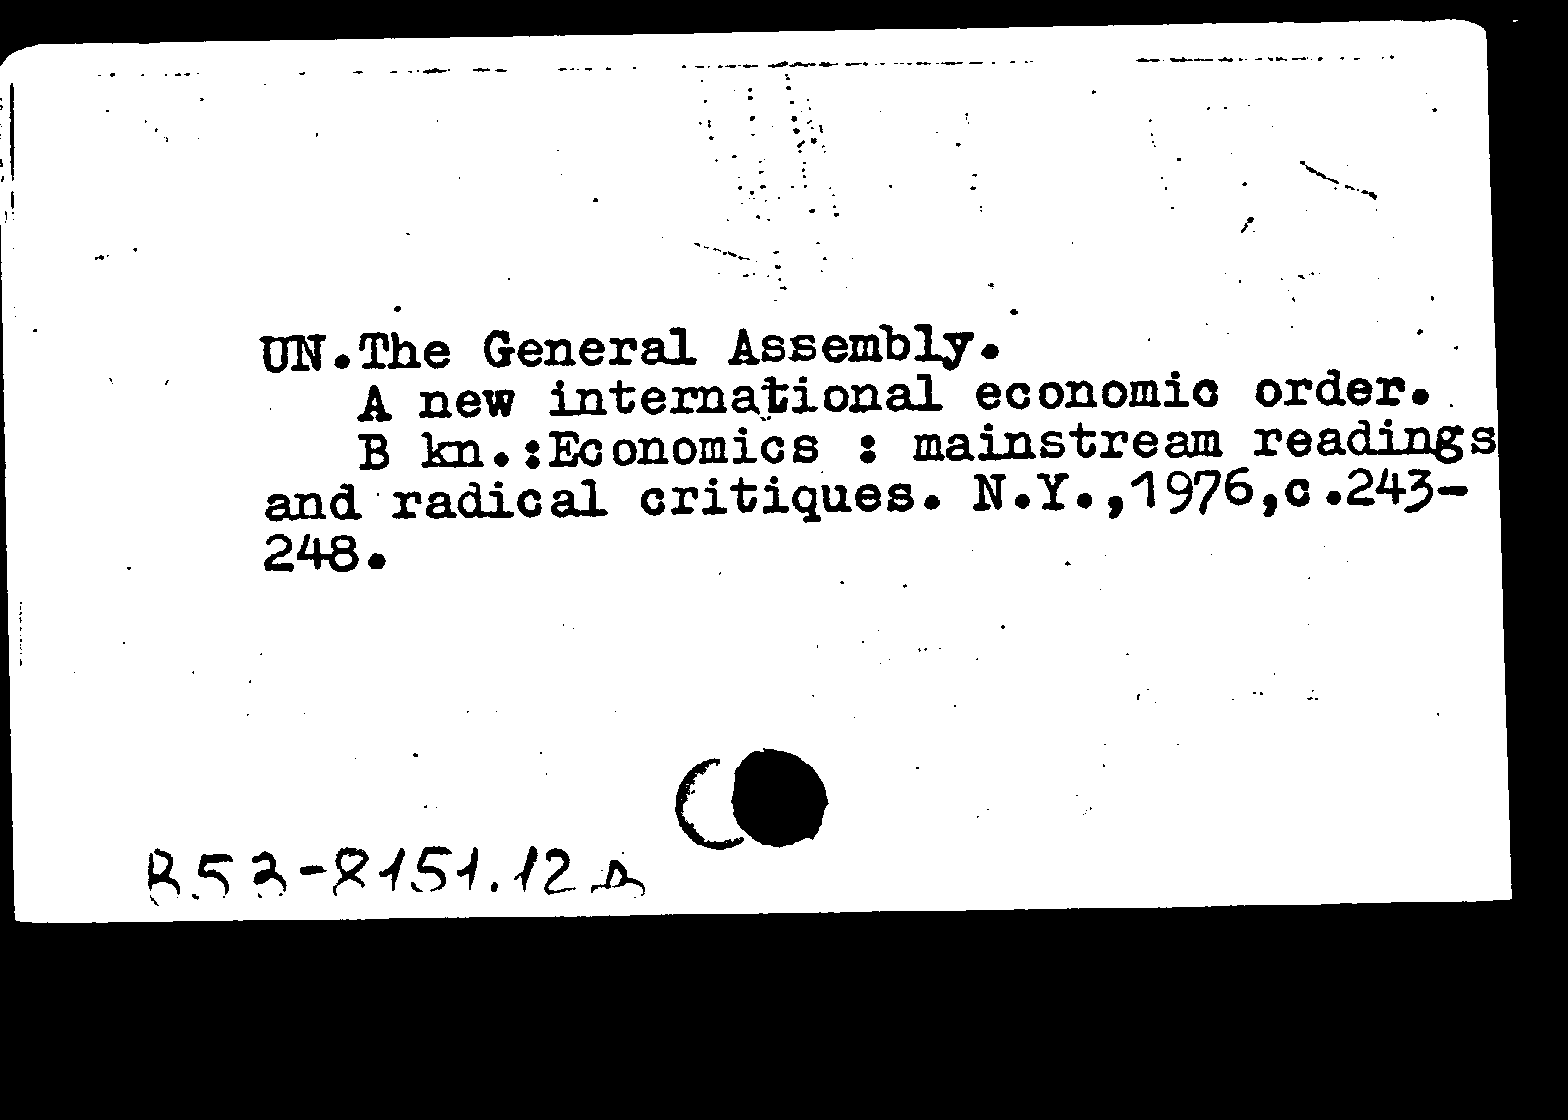 UN.The General Assembly.
A new international economic order.
B kn.:Economics : mainstream readings
and radical critiques. N.Y.,1976,c.243-
248.
B53-8151.12